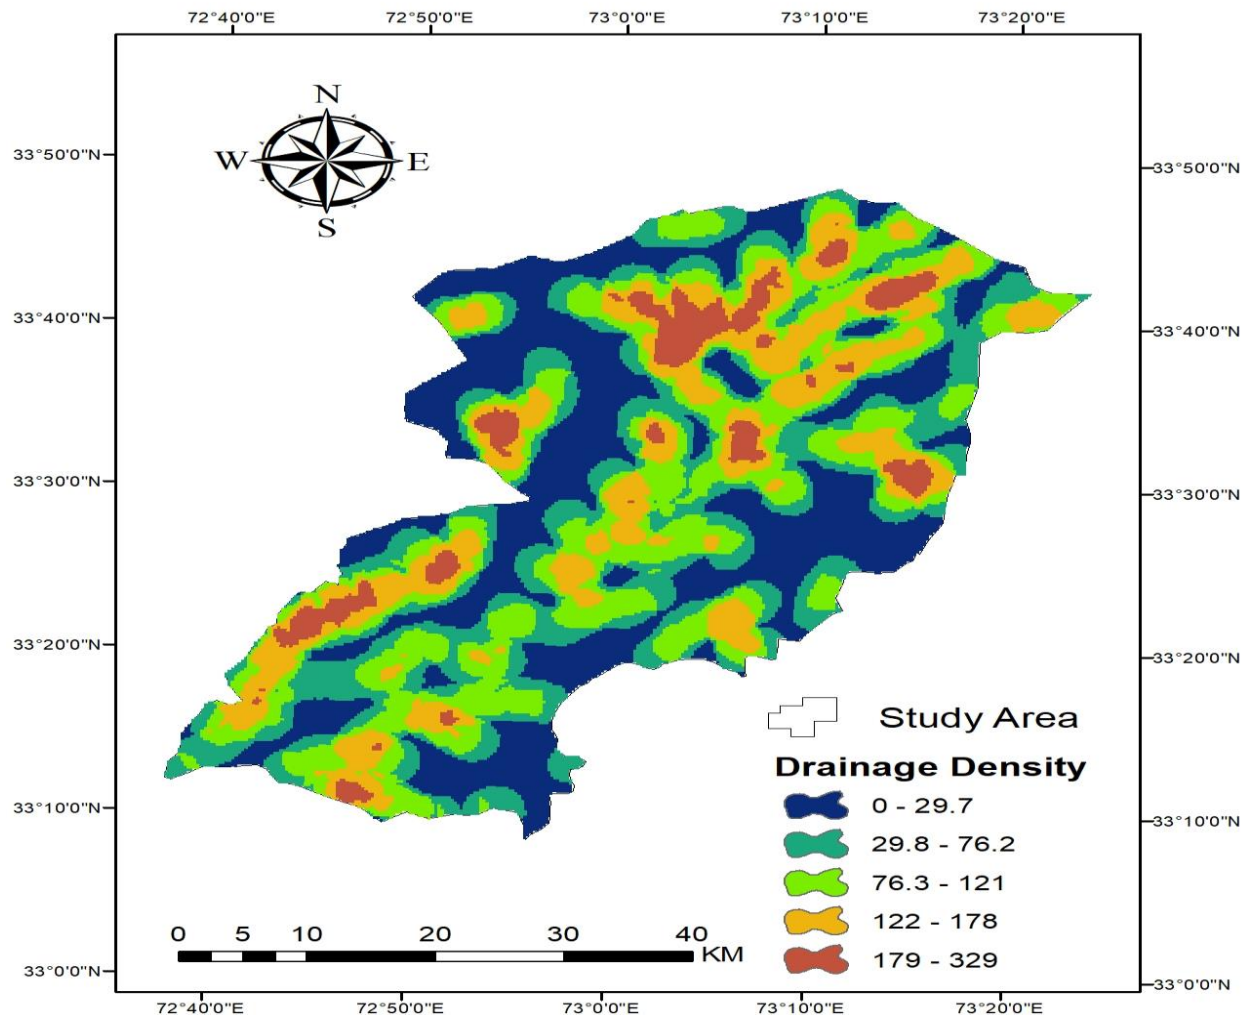 72°40'0"E 72°50'0"E 73°0'0"E 73°10'0"E 73°20'0"E
N
W E
S
33°50'0"N 33°50'0"N
33°40'0"N 33°40'0"N
33°30'0"N 33°30'0"N
33°20'0"N 33°20'0"N
Study Area
Drainage Density
0 - 29.7
33°10'0"N 33°10'0"N
29.8 - 76.2
76.3 - 121
122 - 178
0 5 10 20 30 40
KM
179 - 329
33°0'0"N 33°0'0"N
72°40'0"E 72°50'0"E 73°0'0"E 73°10'0"E 73°20'0"E